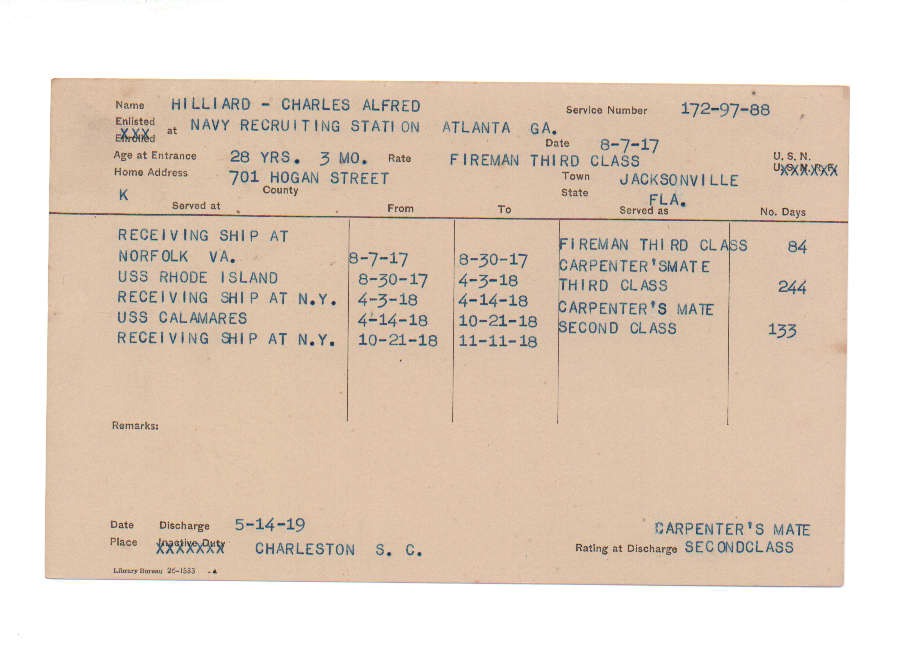 Name HILLIARD - CHARLES ALFRED Service Number 172-97-88
Enlisted
Enrolled at NAVY RECRUITING STATION ATLANTA GA.
Date 8-7-17
Age at Entrance 28 YRS. 3 MO. Rate FIREMAN THIRD CLASS U. S. N.
Home Address 701 HOGAN STREET Town JACKSONVILLE
K County State FLA.
Served at From To Served as No. Days
RECEIVING SHIP AT FIREMAN THIRD CLASS 84
NORFOLK VA. 8-7-17 8-30-17 CARPENTER'SMATE
USS RHODE ISLAND 8-30-17 4-3-18 THIRD CLASS 244
RECEIVING SHIP AT N.Y. 4-3-18 4-14-18 CARPENTER'S MATE
USS CALAMARES 4-14-18 10-21-18 SECOND CLASS 133
RECEIVING SHIP AT N.Y. 10-21-18 11-11-18
Remarks:
Date Discharge 5-14-19 CARPENTER'S MATE
Place Inactive Duty XXXXXXX CHARLESTON S. C. Rating at Discharge SECONDCLASS
Library Bureau 26-1533